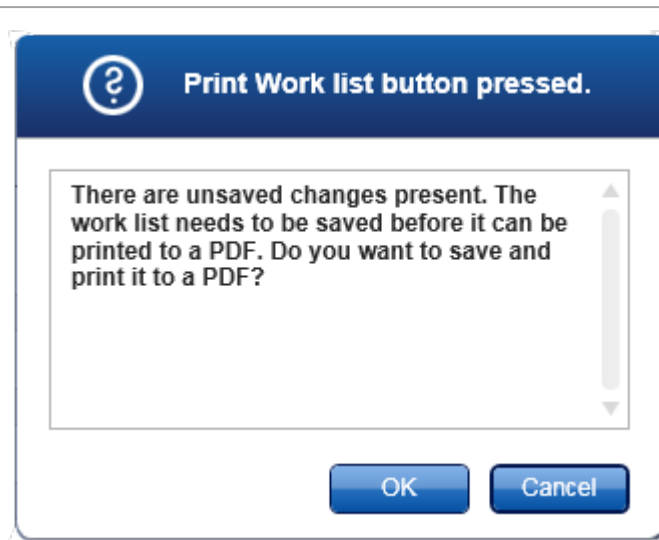 Print Work list button pressed.
There are unsaved changes present. The
work list needs to be saved before it can be
printed to a PDF. Do you want to save and
print it to a PDF?
OK
Cancel